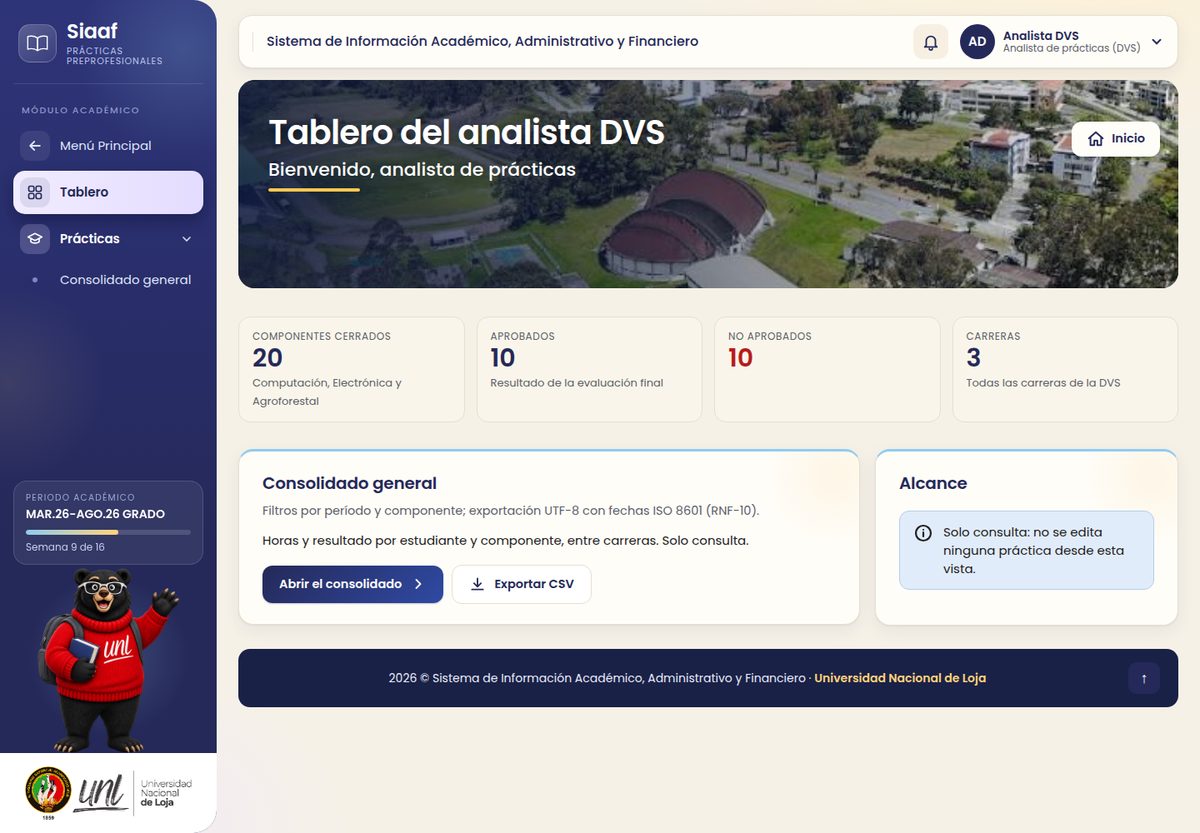 Siaaf
PRÁCTICAS
PREPROFESIONALES
MÓDULO ACADÉMICO
Menú Principal
Tablero
Prácticas
Consolidado general
PERIODO ACADÉMICO
MAR.26-AGO.26 GRADO
Semana 9 de 16
unl
1859
unl
Universidad
Nacional
de Loja
Sistema de Información Académico, Administrativo y Financiero
AD
Analista DVS
Analista de prácticas (DVS)
Tablero del analista DVS
Bienvenido, analista de prácticas
Inicio
COMPONENTES CERRADOS
20
Computación, Electrónica y
Agroforestal
APROBADOS
10
Resultado de la evaluación final
NO APROBADOS
10
CARRERAS
3
Todas las carreras de la DVS
Consolidado general
Filtros por período y componente; exportación UTF-8 con fechas ISO 8601 (RNF-10).
Horas y resultado por estudiante y componente, entre carreras. Solo consulta.
Abrir el consolidado
Exportar CSV
Alcance
Solo consulta: no se edita
ninguna práctica desde esta
vista.
2026 © Sistema de Información Académico, Administrativo y Financiero · Universidad Nacional de Loja
↑